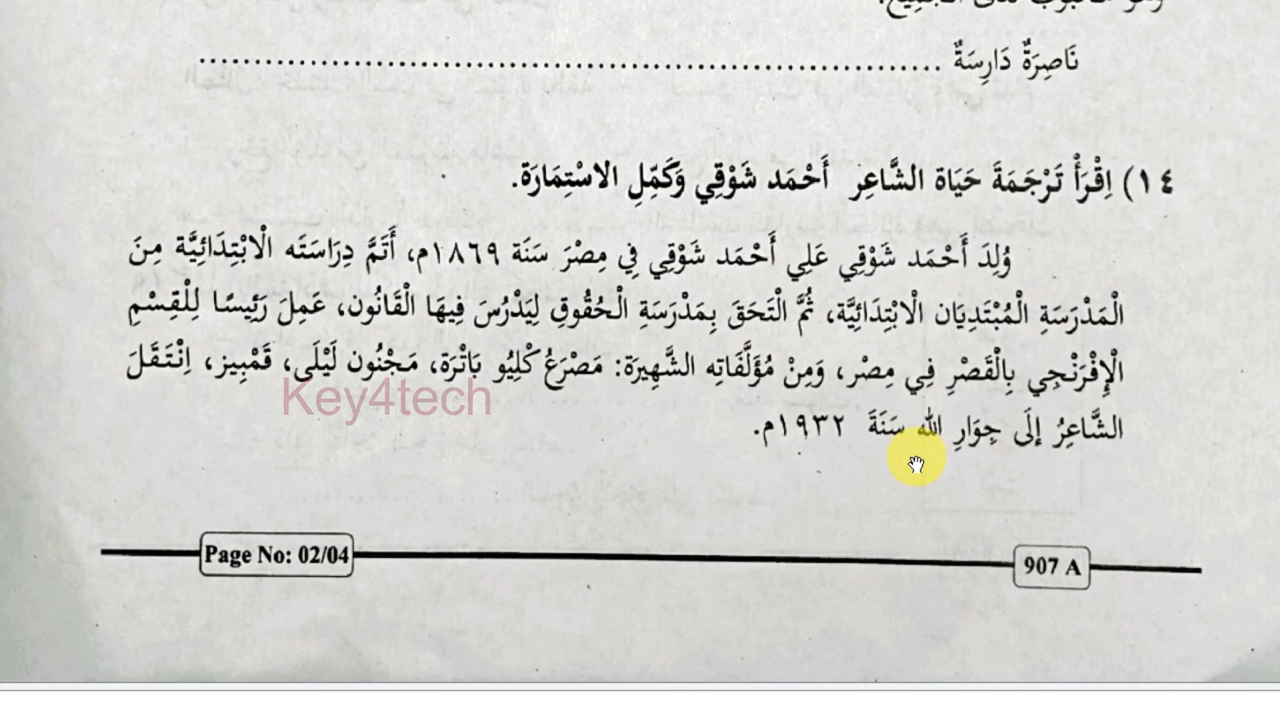 نَاصِرَةٌ دَارِسَةٌ ......................................................................
١٤) اِقْرَأْ تَرْجَمَةَ حَيَاة الشَّاعِر أَحْمَد شَوْقِي وَكَمِّلِ الاسْتِمَارَة.
وُلِدَ أَحْمَد شَوْقِي عَلِي أَحْمَد شَوْقِي فِي مِصْرَ سَنَة ١٨٦٩م، أَتَمَّ دِرَاسَتَه الْابْتِدَائِيَّة مِنَ
الْمَدْرَسَةِ الْمُبْتَدِيَان الْابْتِدَائِيَّة، ثُمَّ الْتَحَقَ بِمَدْرَسَةِ الْحُقُوقِ لِيَدْرُسَ فِيهَا الْقَانُون، عَمِلَ رَئِيسًا لِلْقِسْمِ
الْإِفْرَنْجِي بِالْقَصْرِ فِي مِصْر، وَمِنْ مُؤَلَّفَاتِه الشَّهِيرَة: مَصْرَعُ كْلِيُو بَاتْرَة، مَجْنُون لَيْلَى، قَمْبِيز، اِنْتَقَلَ
Key4tech
الشَّاعِرُ إِلَى جِوَارِ الله سَنَةَ ١٩٣٢م.
Page No: 02/04
907 A